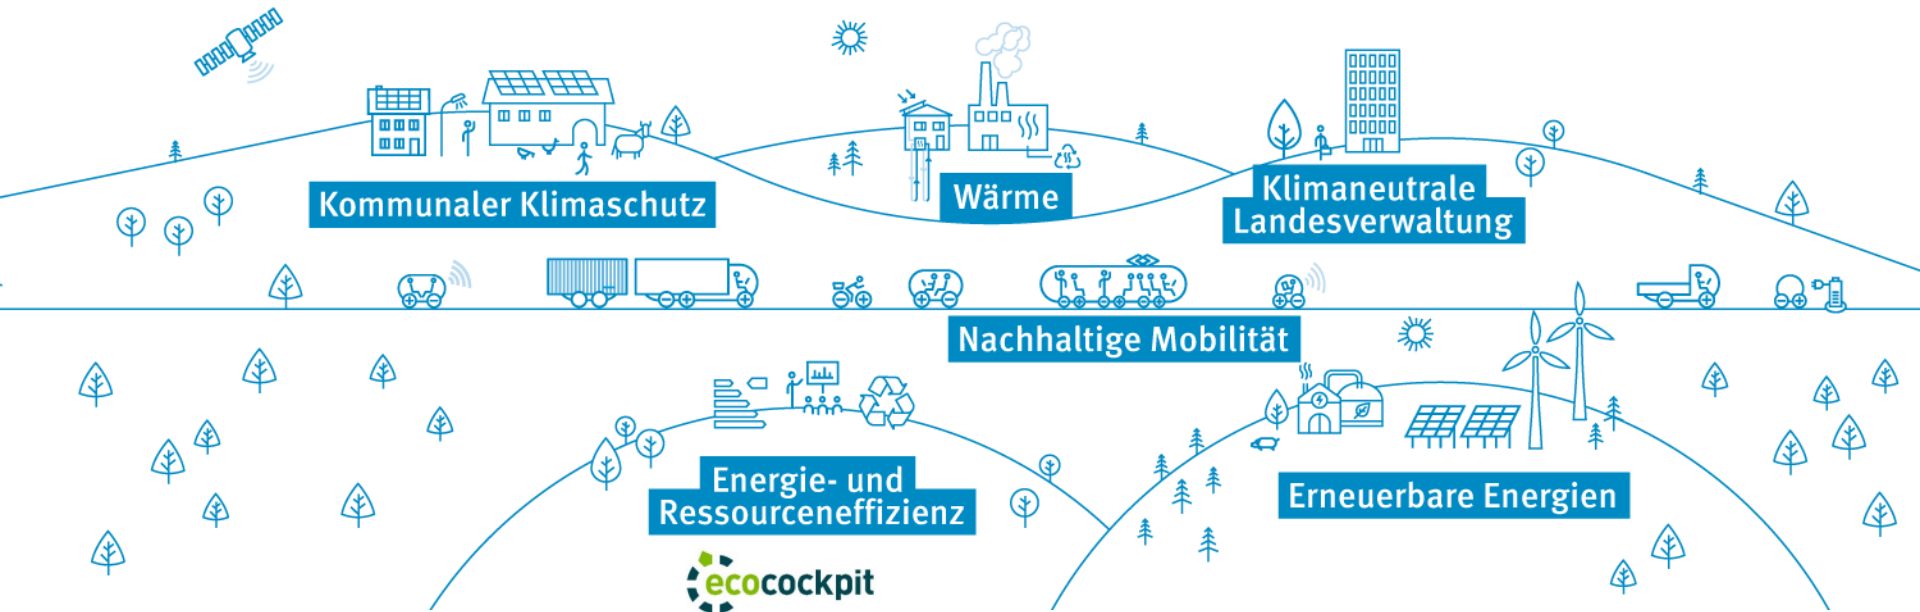 Kommunaler Klimaschutz
Wärme
Klimaneutrale
Landesverwaltung
Nachhaltige Mobilität
Energie- und
Ressourceneffizienz
Erneuerbare Energien
ecocockpit